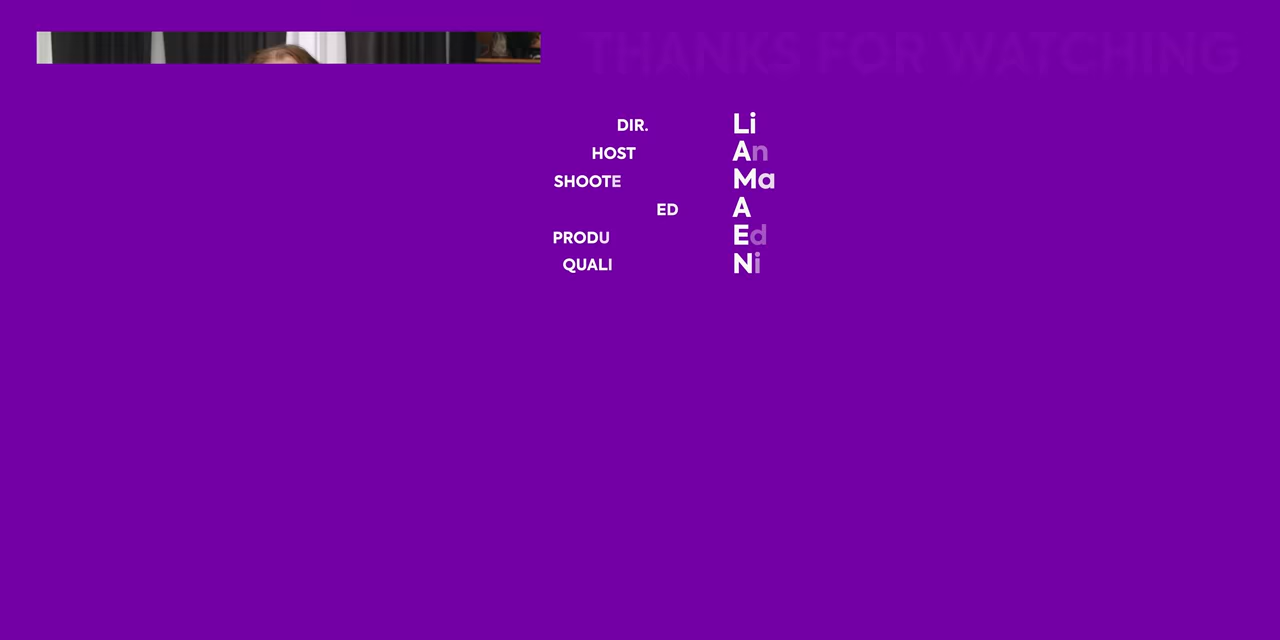 THANKS FOR WATCHING
DIR. Li
HOST An
SHOOTE Ma
ED A
PRODU Ed
QUALI Ni